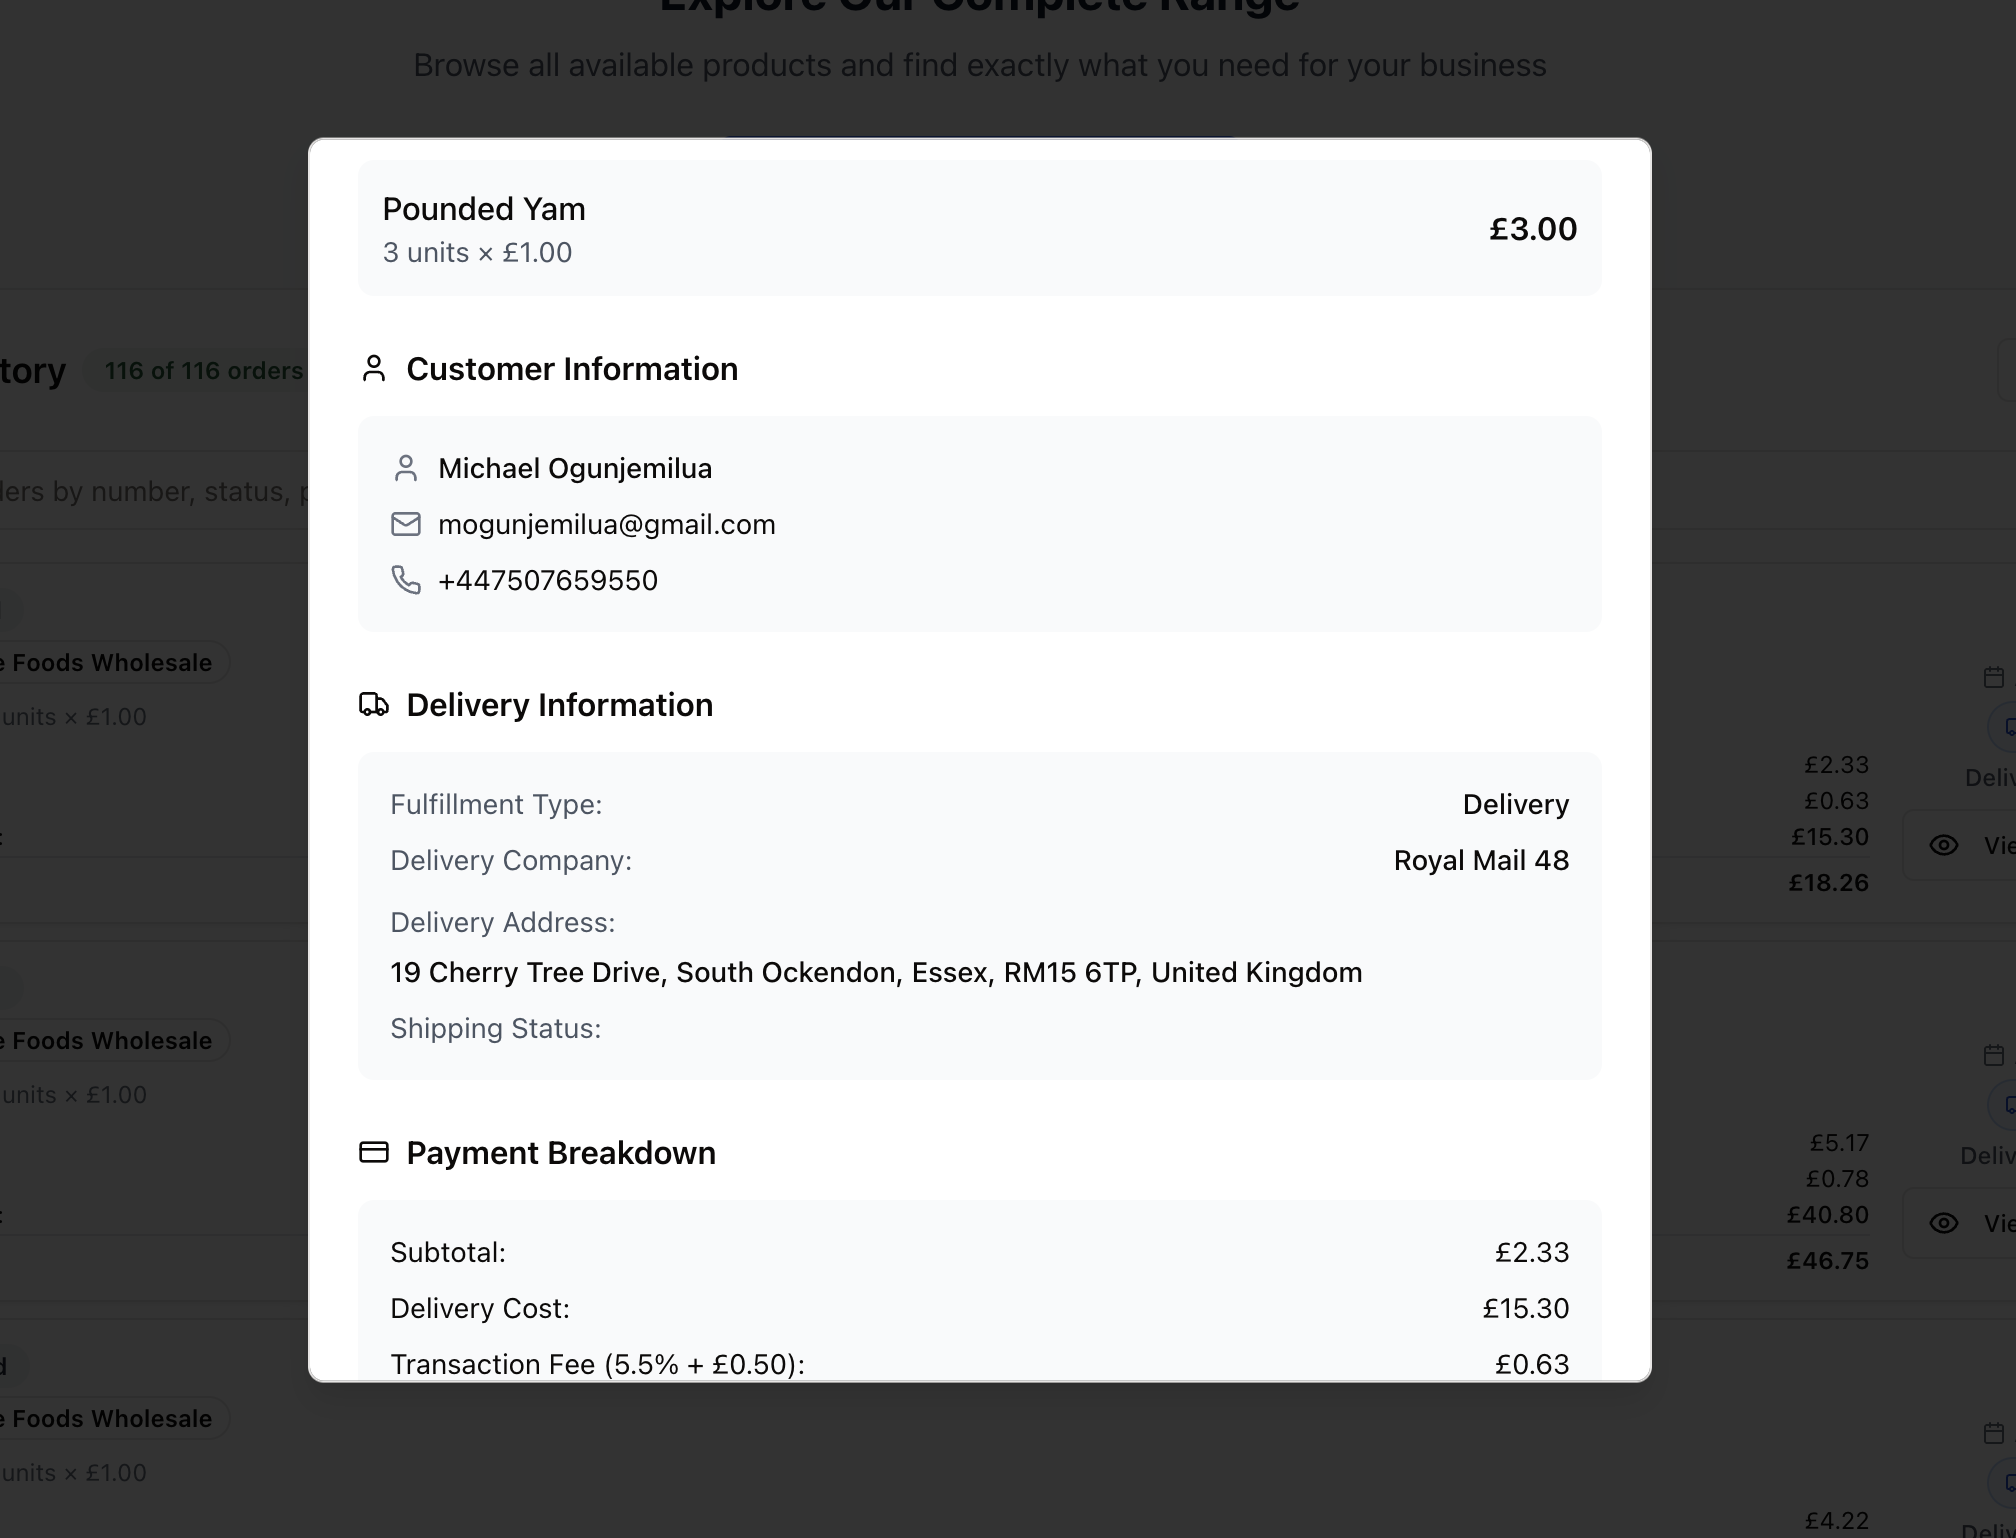 Explore Our Complete Range
Browse all available products and find exactly what you need for your business
Pounded Yam
3 units × £1.00
£3.00
Customer Information
Michael Ogunjemilua
mogunjemilua@gmail.com
+447507659550
Delivery Information
Fulfillment Type:
Delivery
Delivery Company:
Royal Mail 48
Delivery Address:
19 Cherry Tree Drive, South Ockendon, Essex, RM15 6TP, United Kingdom
Shipping Status:
Payment Breakdown
Subtotal:
£2.33
Delivery Cost:
£15.30
Transaction Fee (5.5% + £0.50):
£0.63
tory
116 of 116 orders
ders by number, status, p
e Foods Wholesale
units × £1.00
£2.33
£0.63
£15.30
£18.26
Deliv
Vie
e Foods Wholesale
units × £1.00
£5.17
£0.78
£40.80
£46.75
Deliv
Vie
d
e Foods Wholesale
units × £1.00
£4.22
Deliv